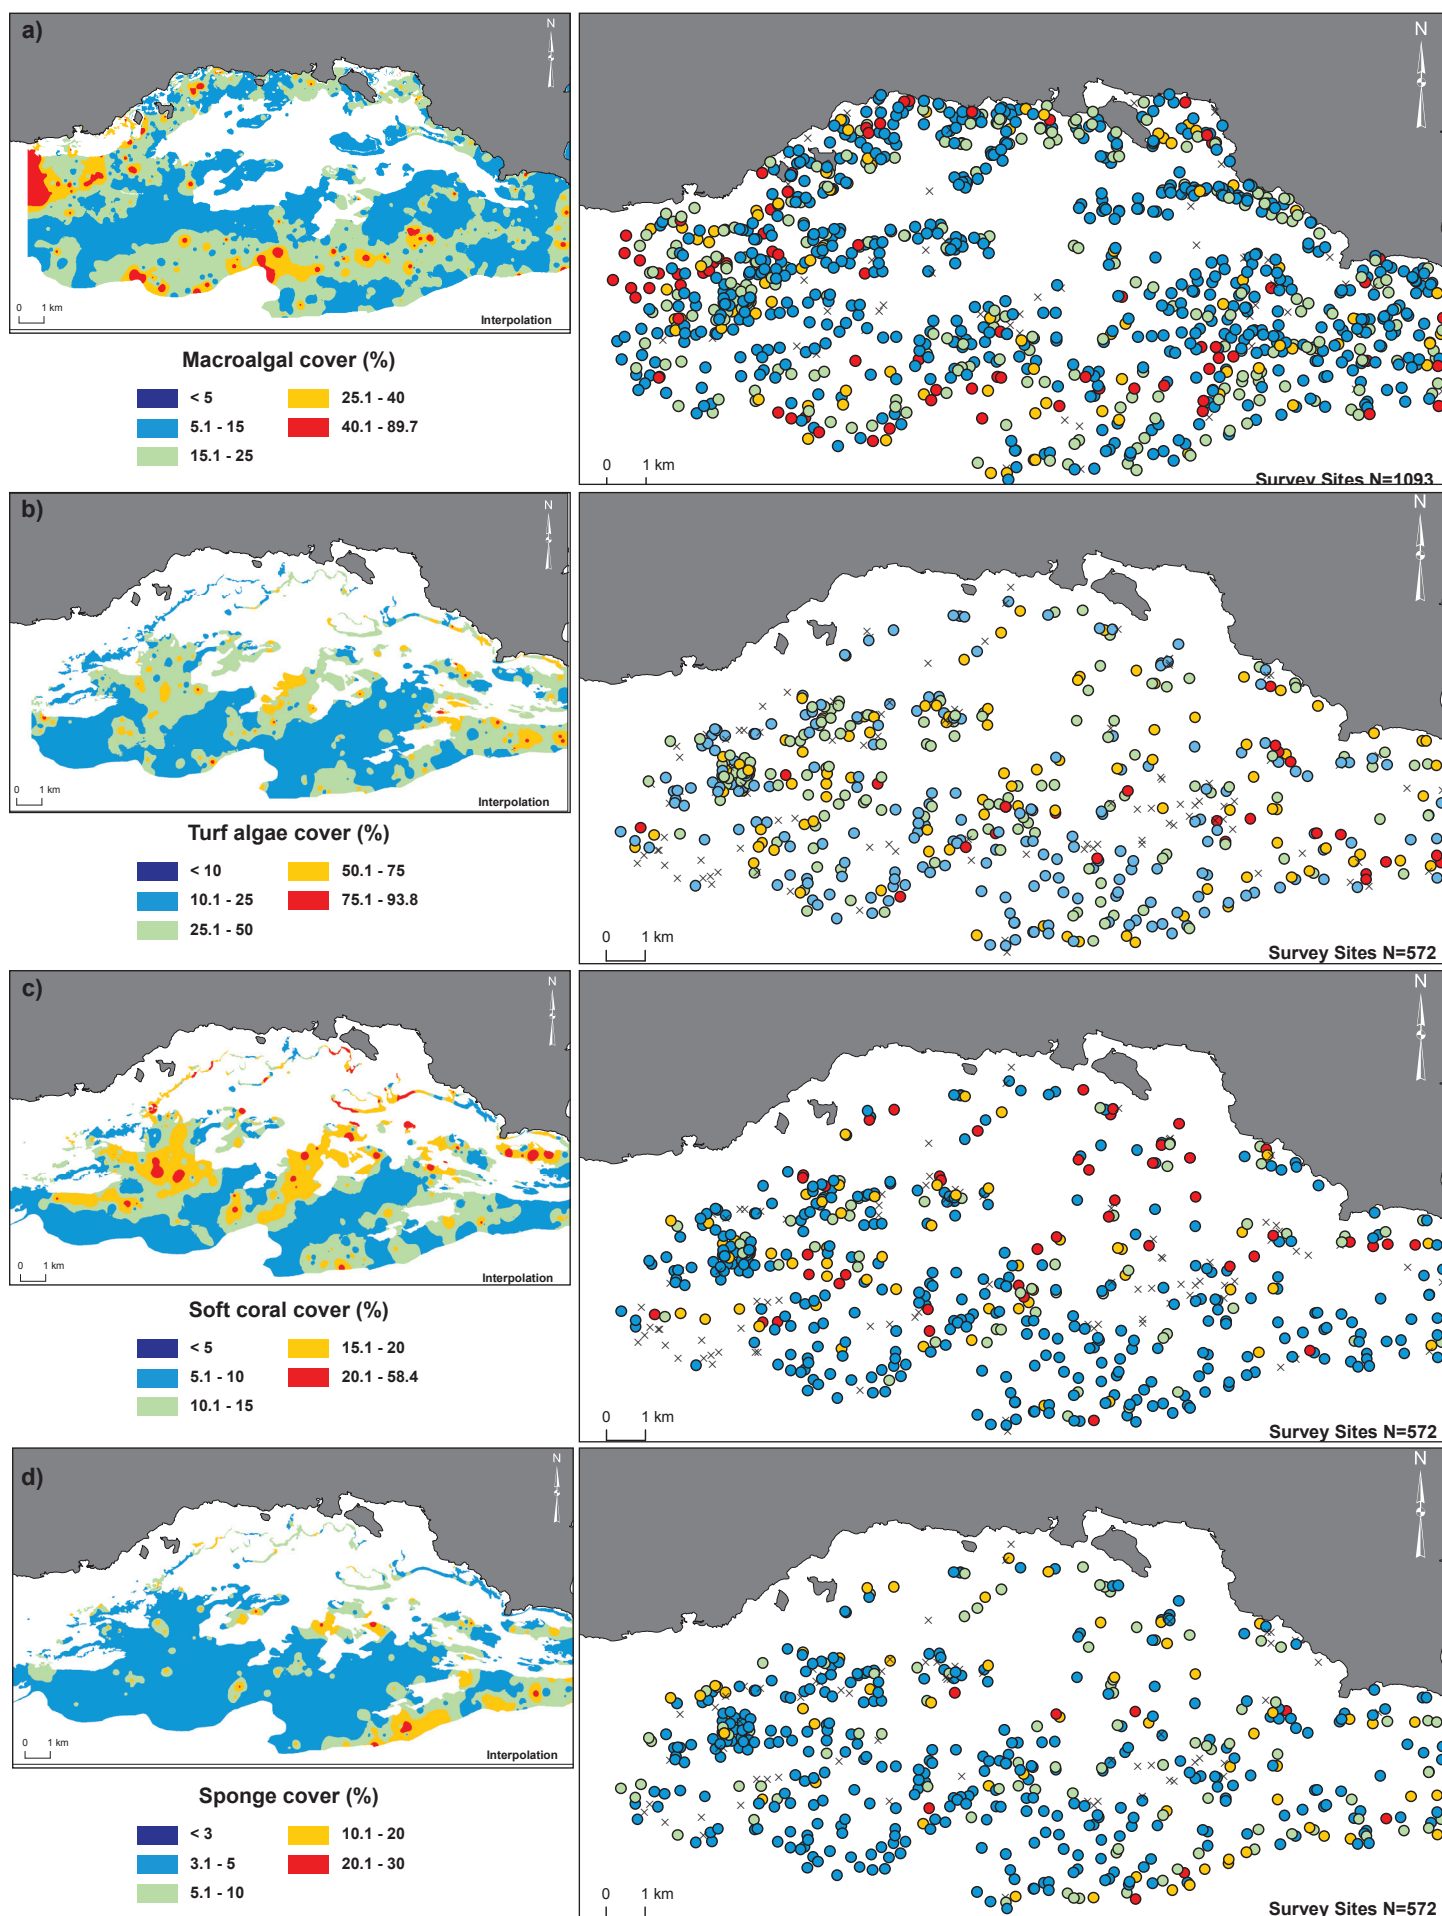 a)
N
0 1 km
Interpolation
Macroalgal cover (%)
< 5
5.1 - 15
15.1 - 25
25.1 - 40
40.1 - 89.7
N
0 1 km
Survey Sites N=1093
b)
N
0 1 km
Interpolation
Turf algae cover (%)
< 10
10.1 - 25
25.1 - 50
50.1 - 75
75.1 - 93.8
N
0 1 km
Survey Sites N=572
c)
N
0 1 km
Interpolation
Soft coral cover (%)
< 5
5.1 - 10
10.1 - 15
15.1 - 20
20.1 - 58.4
N
0 1 km
Survey Sites N=572
d)
N
0 1 km
Interpolation
Sponge cover (%)
< 3
3.1 - 5
5.1 - 10
10.1 - 20
20.1 - 30
N
0 1 km
Survey Sites N=572